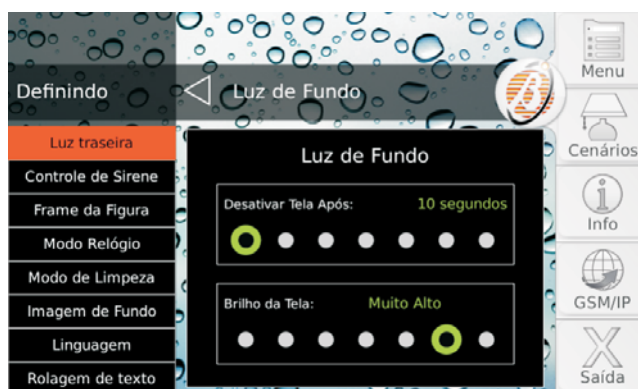 Definindo
Luz de Fundo
Luz traseira
Controle de Sirene
Frame da Figura
Modo Relógio
Modo de Limpeza
Imagem de Fundo
Linguagem
Rolagem de texto
Luz de Fundo
Desativar Tela Após: 10 segundos
Brilho da Tela: Muito Alto
Menu
Cenários
Info
GSM/IP
Saída